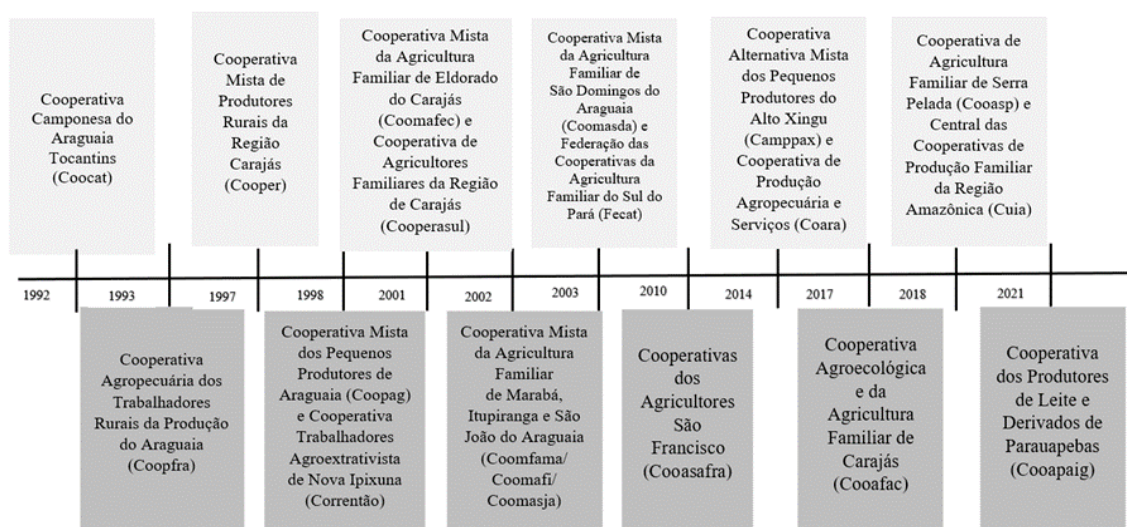 Cooperativa
Camponesa do
Araguaia
Tocantins
(Coocat)
Cooperativa
Mista de
Produtores
Rurais da
Região
Carajás
(Cooper)
Cooperativa Mista
da Agricultura
Familiar de Eldorado
do Carajás
(Coomafec) e
Cooperativa de
Agricultores
Familiares da Região
de Carajás
(Cooperasul)
Cooperativa Mista
da Agricultura
Familiar de
São Domingos do
Araguaia
(Coomasda) e
Federação das
Cooperativas da
Agricultura
Familiar do Sul do
Pará (Fecat)
Cooperativa
Alternativa Mista
dos Pequenos
Produtores do
Alto Xingu
(Camppax) e
Cooperativa de
Produção
Agropecuária e
Serviços (Coara)
Cooperativa de
Agricultura
Familiar de Serra
Pelada (Cooasp) e
Central das
Cooperativas de
Produção Familiar
da Região
Amazônica (Cuia)
1992 1993 1997 1998 2001 2002 2003 2010 2014 2017 2018 2021
Cooperativa
Agropecuária dos
Trabalhadores
Rurais da Produção
do Araguaia
(Coopfra)
Cooperativa Mista
dos Pequenos
Produtores de
Araguaia (Coopag)
e Cooperativa
Trabalhadores
Agroextrativista
de Nova Ipixuna
(Correntão)
Cooperativa Mista
da Agricultura
Familiar
de Marabá,
Itupiranga e São
João do Araguaia
(Coomfama/
Coomafi/
Coomasja)
Cooperativas
dos
Agricultores
São
Francisco
(Cooasafra)
Cooperativa
Agroecológica
e da
Agricultura
Familiar de
Carajás
(Cooafac)
Cooperativa
dos Produtores
de Leite e
Derivados de
Parauapebas
(Cooapaig)